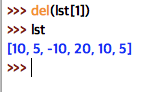 >>> del(lst[1])
>>> lst
[10, 5, -10, 20, 10, 5]
>>>